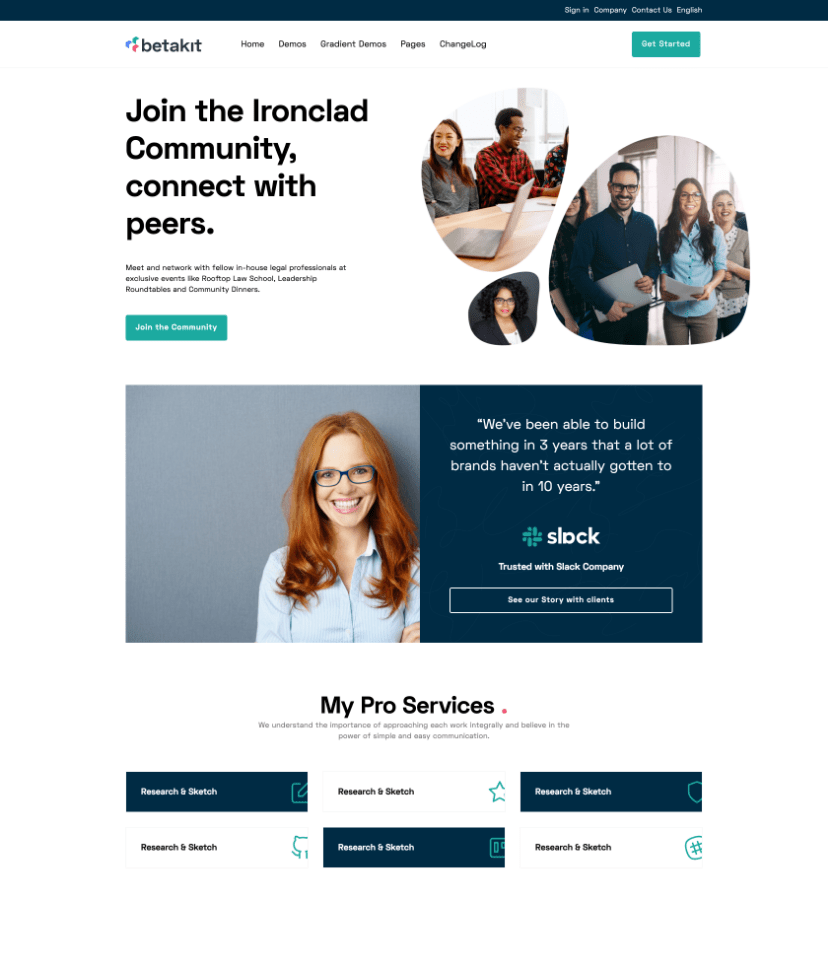 Sign in Company Contact Us English
betakit Home Demos Gradient Demos Pages ChangeLog Get Started
Join the Ironclad
Community,
connect with
peers.
Meet and network with fellow in-house legal professionals at
exclusive events like Rooftop Law School, Leadership
Roundtables and Community Dinners.
Join the Community
“We’ve been able to build
something in 3 years that a lot of
brands haven’t actually gotten to
in 10 years.”
slack
Trusted with Slack Company
See our Story with clients
My Pro Services .
We understand the importance of approaching each work integrally and believe in the
power of simple and easy communication.
Research & Sketch Research & Sketch Research & Sketch
Research & Sketch Research & Sketch Research & Sketch